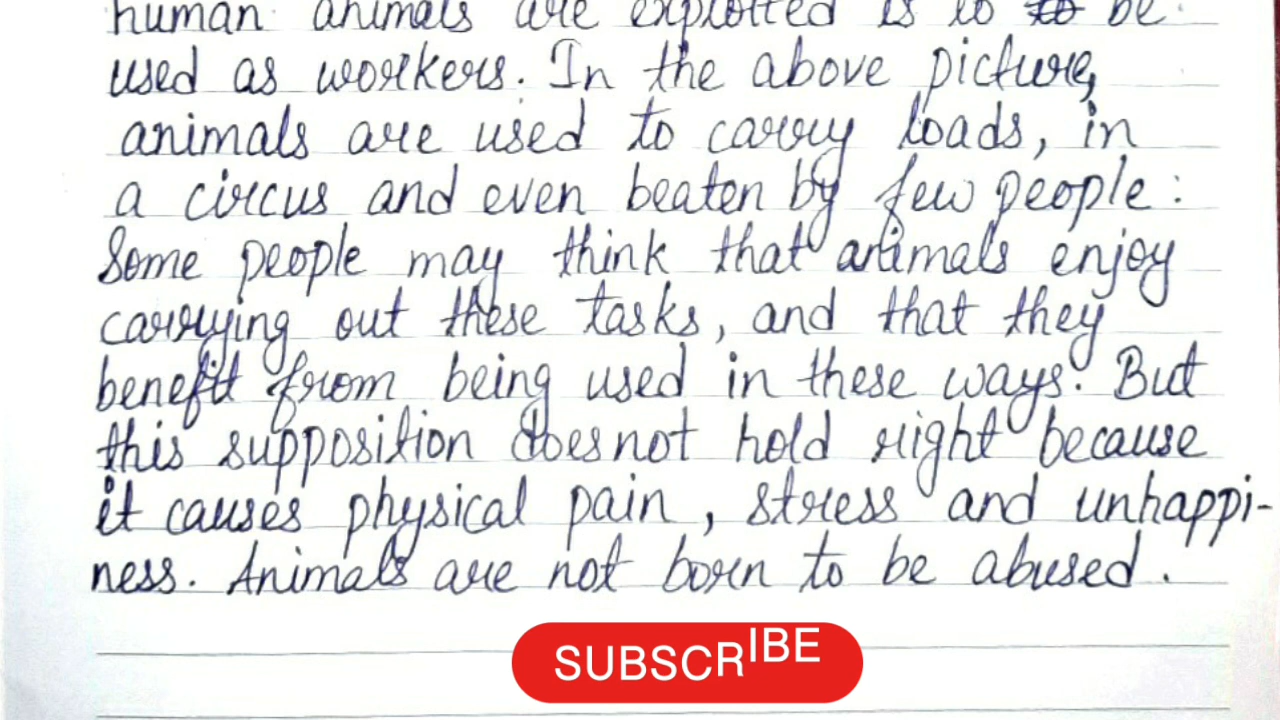 human animals are exploited is to to be
used as workers. In the above picture,
animals are used to carry loads, in
a circus and even beaten by few people.
Some people may think that animals enjoy
carrying out these tasks, and that they
benefit from being used in these ways. But
this supposition does not hold right because
it causes physical pain, stress and unhappi-
ness. Animals are not born to be abused.
SUBSCRIBE